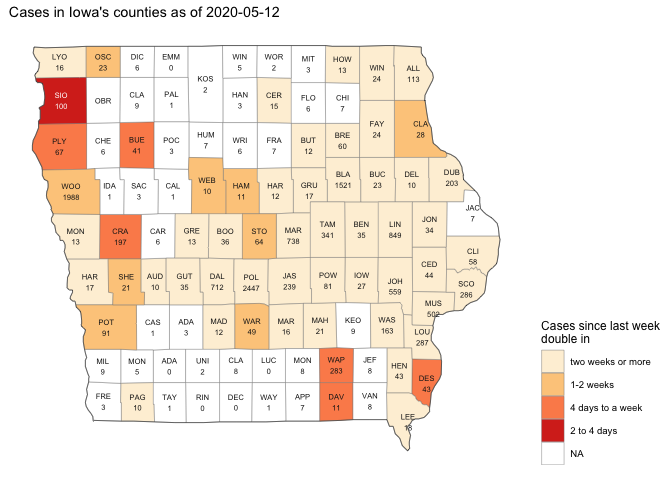 Cases in Iowa's counties as of 2020-05-12
LYO OSC DIC EMM WIN WOR MIT HOW WIN ALL
16 23 6 0 5 2 3 13 24 113
KOS
2
SIO OBR CLA PAL HAN CER FLO CHI
100 9 1 3 15 6 7
PLY CHE BUE POC HUM WRI FRA BUT BRE FAY CLA
67 6 41 3 7 6 7 12 60 24 28
WOO IDA SAC CAL WEB HAM HAR GRU BLA BUC DEL DUB
1988 1 3 1 10 11 12 17 1521 23 10 203
JAC
7
MON CRA CAR GRE BOO STO MAR TAM BEN LIN JON
13 197 6 13 36 64 738 341 35 849 34
CLI
58
CED
44
HAR SHE AUD GUT DAL POL JAS POW IOW JOH SCO
17 21 10 35 712 2447 239 81 27 559 286
MUS
502
POT CAS ADA MAD WAR MAR MAH KEO WAS LOU
91 1 3 12 49 16 21 9 163 287
MIL MON ADA UNI CLA LUC MON WAP JEF HEN DES
9 5 0 2 8 0 8 283 8 43 43
FRE PAG TAY RIN DEC WAY APP DAV VAN
3 10 1 0 0 1 7 11 8
LEE
18
Cases since last week
double in
two weeks or more
1-2 weeks
4 days to a week
2 to 4 days
NA